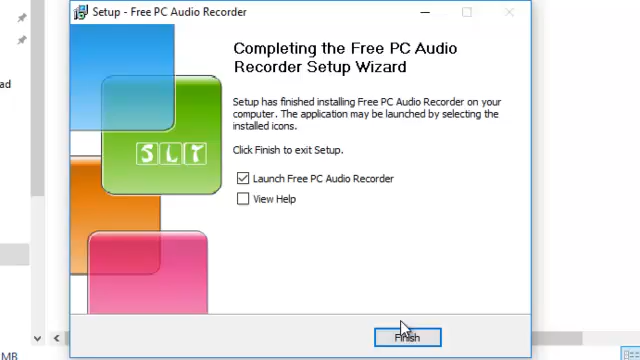 Setup - Free PC Audio Recorder
Completing the Free PC Audio
Recorder Setup Wizard
Setup has finished installing Free PC Audio Recorder on your
computer. The application may be launched by selecting the
installed icons.
Click Finish to exit Setup.
Launch Free PC Audio Recorder
View Help
SLT
Finish
ad
MB